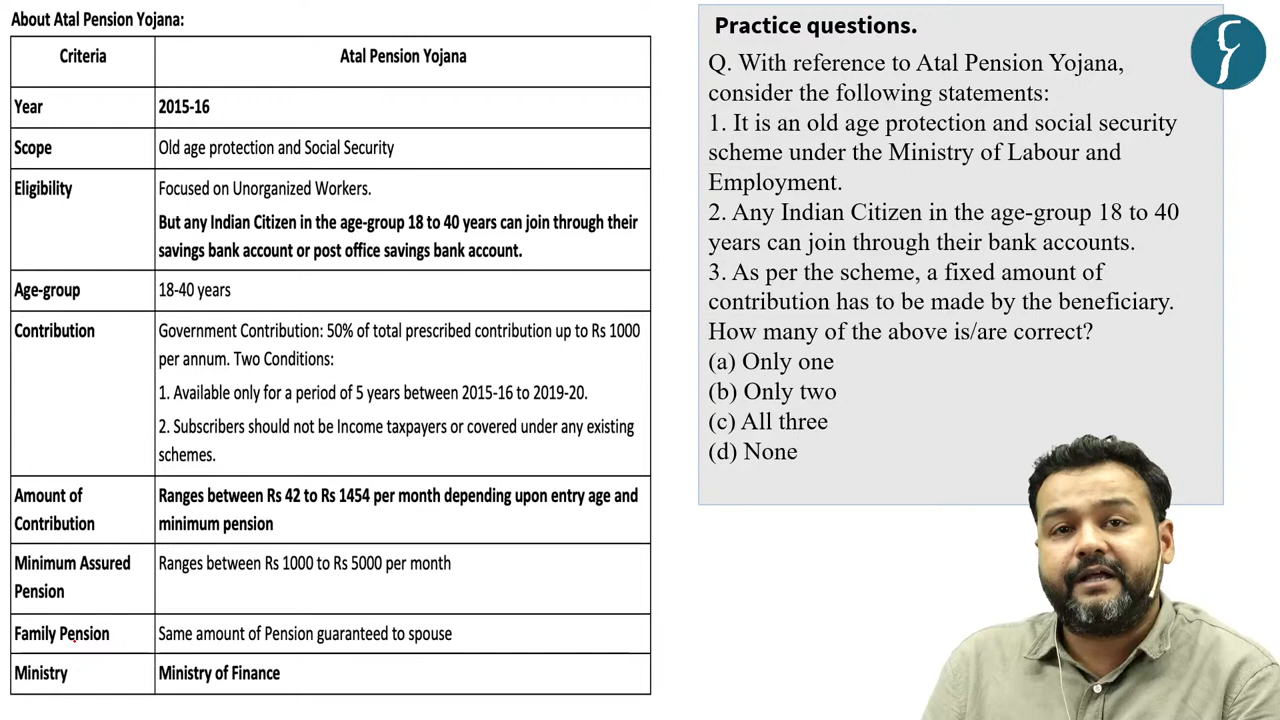 About Atal Pension Yojana:
Criteria
Atal Pension Yojana
Year
2015-16
Scope
Old age protection and Social Security
Eligibility
Focused on Unorganized Workers.
But any Indian Citizen in the age-group 18 to 40 years can join through their
savings bank account or post office savings bank account.
Age-group
18-40 years
Contribution
Government Contribution: 50% of total prescribed contribution up to Rs 1000
per annum. Two Conditions:
1. Available only for a period of 5 years between 2015-16 to 2019-20.
2. Subscribers should not be Income taxpayers or covered under any existing
schemes.
Amount of
Contribution
Ranges between Rs 42 to Rs 1454 per month depending upon entry age and
minimum pension
Minimum Assured
Pension
Ranges between Rs 1000 to Rs 5000 per month
Family Pension
Same amount of Pension guaranteed to spouse
Ministry
Ministry of Finance
Practice questions.
Q. With reference to Atal Pension Yojana,
consider the following statements:
1. It is an old age protection and social security
scheme under the Ministry of Labour and
Employment.
2. Any Indian Citizen in the age-group 18 to 40
years can join through their bank accounts.
3. As per the scheme, a fixed amount of
contribution has to be made by the beneficiary.
How many of the above is/are correct?
(a) Only one
(b) Only two
(c) All three
(d) None